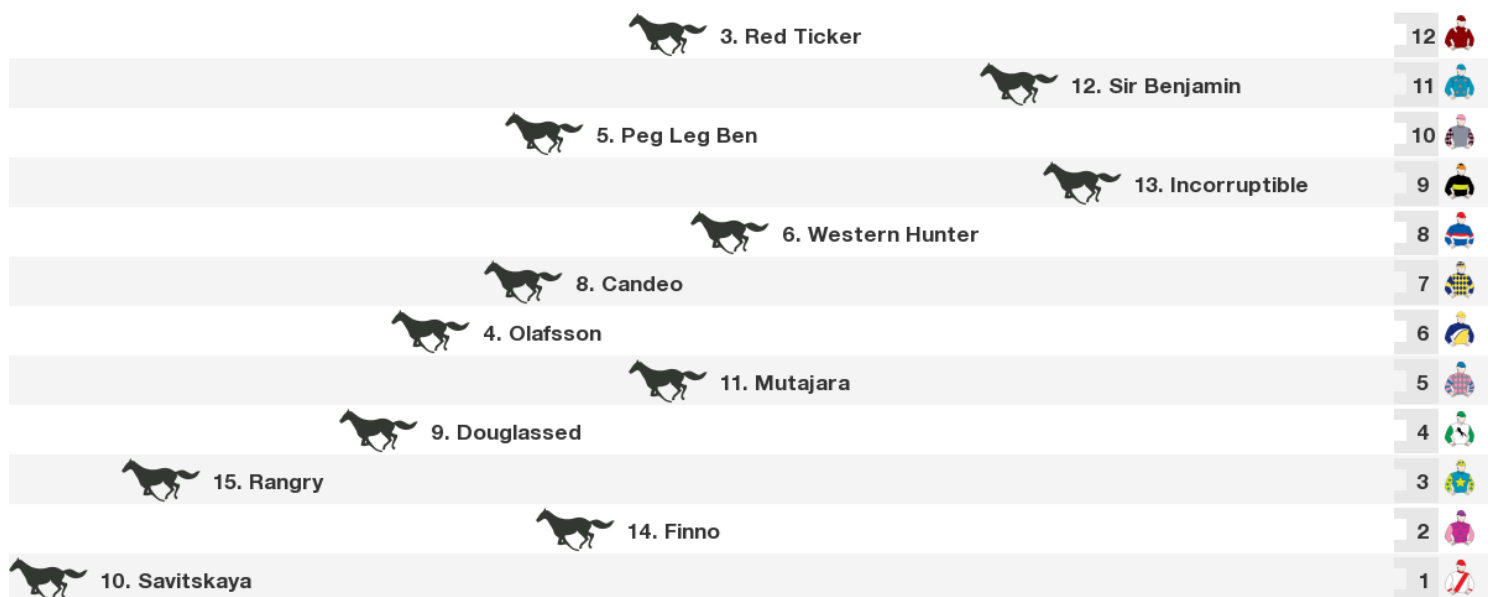 3. Red Ticker 12
12. Sir Benjamin 11
5. Peg Leg Ben 10
13. Incorruptible 9
6. Western Hunter 8
8. Candeo 7
4. Olafsson 6
11. Mutajara 5
9. Douglassed 4
15. Rangry 3
14. Finno 2
10. Savitskaya 1